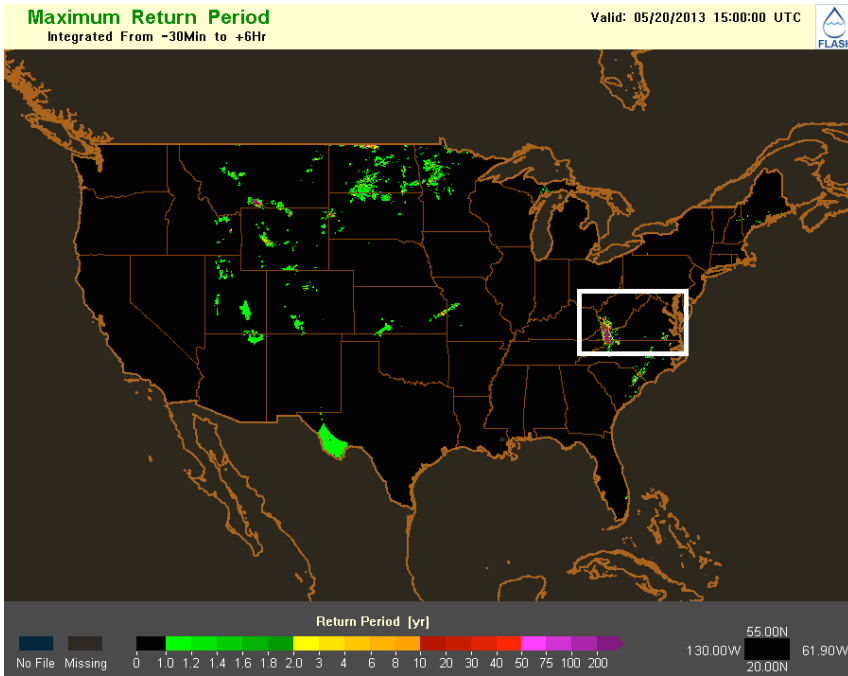 Maximum Return Period
Integrated From -30Min to +6Hr
Valid: 05/20/2013 15:00:00 UTC
FLASH
Return Period [yr]
No File Missing 0 1.0 1.2 1.4 1.6 1.8 2.0 3 4 6 8 10 20 30 40 50 75 100 200
55.00N
130.00W 61.90W
20.00N